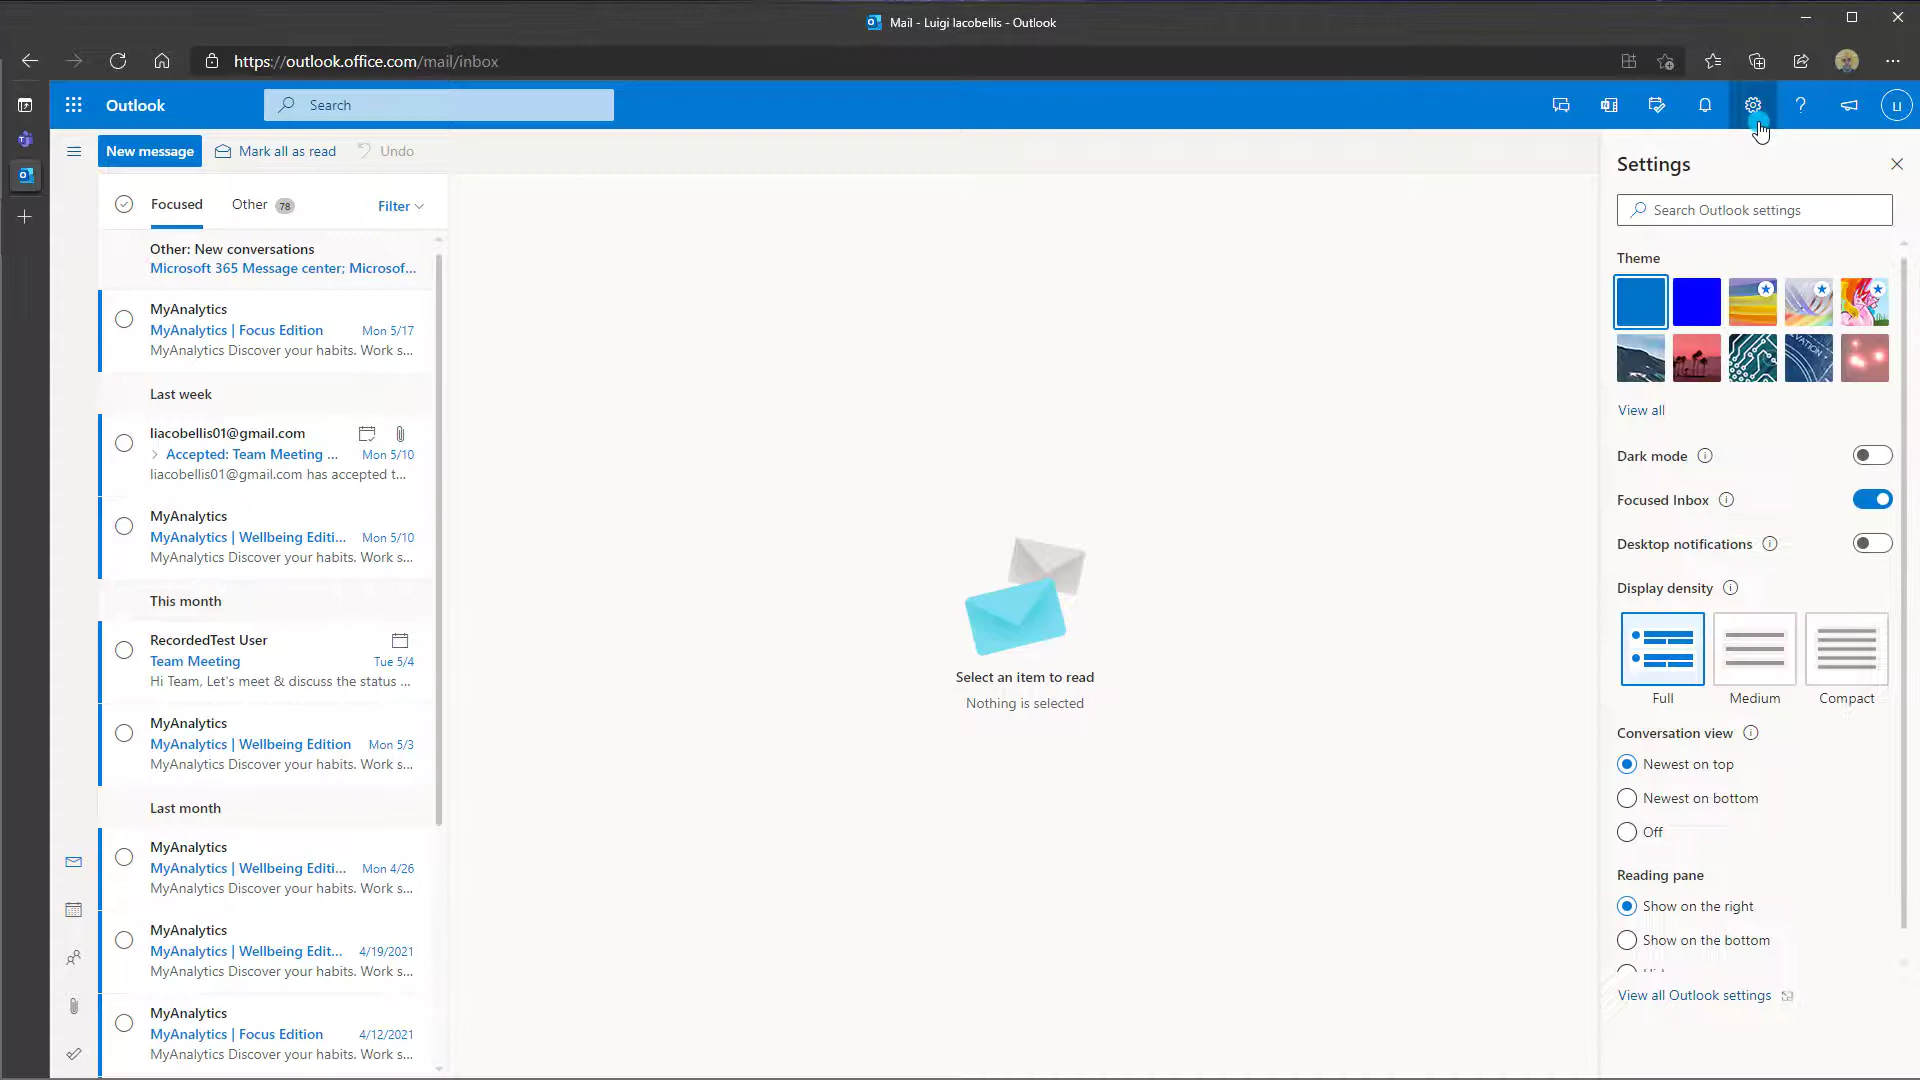 Mail - Luigi Iacobellis - Outlook
https://outlook.office.com/mail/inbox
Outlook
Search
LI
New message
Mark all as read
Undo
Focused
Other 78
Filter
Other: New conversations
Microsoft 365 Message center; Microsof...
MyAnalytics
MyAnalytics | Focus Edition Mon 5/17
MyAnalytics Discover your habits. Work s...
Last week
liacobellis01@gmail.com
Accepted: Team Meeting ... Mon 5/10
liacobellis01@gmail.com has accepted t...
MyAnalytics
MyAnalytics | Wellbeing Editi... Mon 5/10
MyAnalytics Discover your habits. Work s...
This month
RecordedTest User
Team Meeting Tue 5/4
Hi Team, Let's meet & discuss the status ...
MyAnalytics
MyAnalytics | Wellbeing Edition Mon 5/3
MyAnalytics Discover your habits. Work s...
Last month
MyAnalytics
MyAnalytics | Wellbeing Editi... Mon 4/26
MyAnalytics Discover your habits. Work s...
MyAnalytics
MyAnalytics | Wellbeing Edit... 4/19/2021
MyAnalytics Discover your habits. Work s...
MyAnalytics
MyAnalytics | Focus Edition 4/12/2021
MyAnalytics Discover your habits. Work s...
Select an item to read
Nothing is selected
Settings
Search Outlook settings
Theme
View all
Dark mode
Focused Inbox
Desktop notifications
Display density
Full
Medium
Compact
Conversation view
Newest on top
Newest on bottom
Off
Reading pane
Show on the right
Show on the bottom
View all Outlook settings